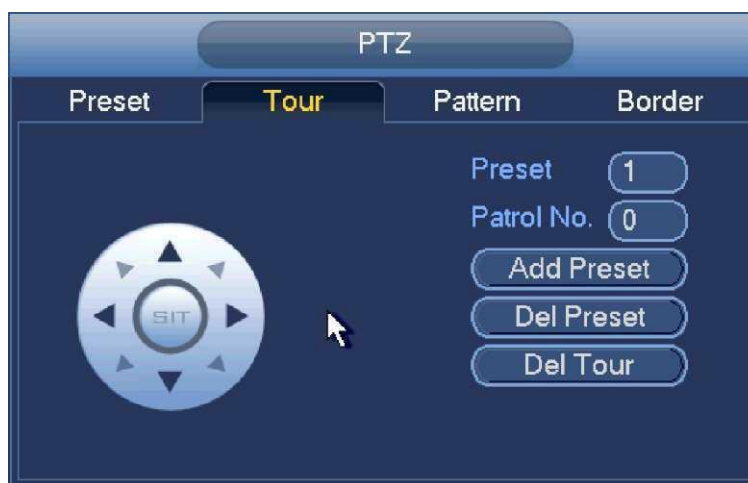 PTZ
Preset Tour Pattern Border
Preset 1
Patrol No. 0
Add Preset
SIT
Del Preset
Del Tour